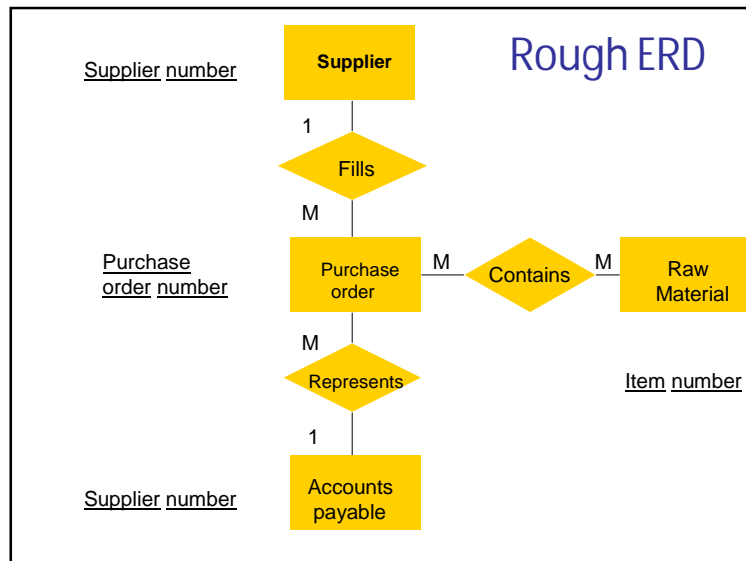 Rough ERD
Supplier number
Supplier
1
Fills
M
Purchase
order number
Purchase
order
M
Contains
M
Raw
Material
M
Represents
Item number
1
Supplier number
Accounts
payable